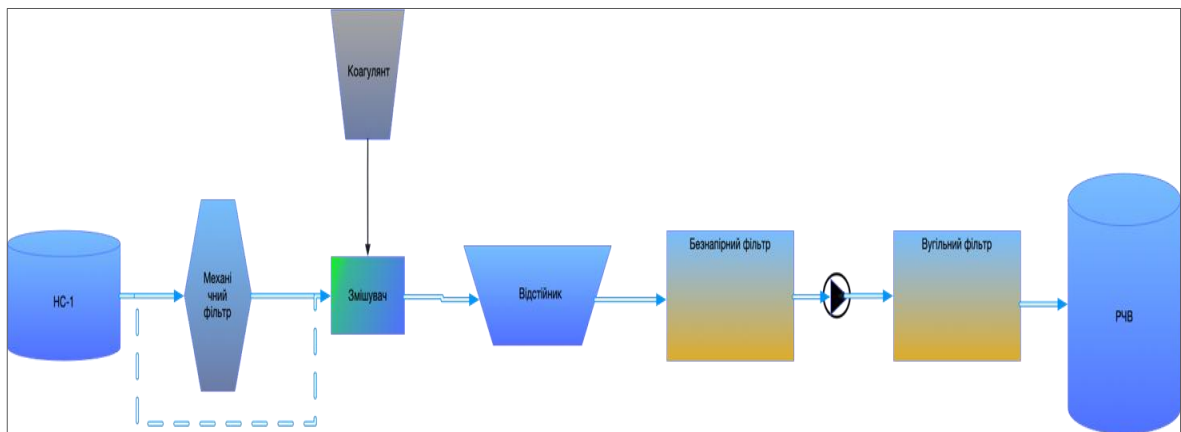 Коагулянт
НС-1
Механі
чний
фільтр
Змішувач
Відстійник
Безнапірний фільтр
Вугільний фільтр
РЧВ